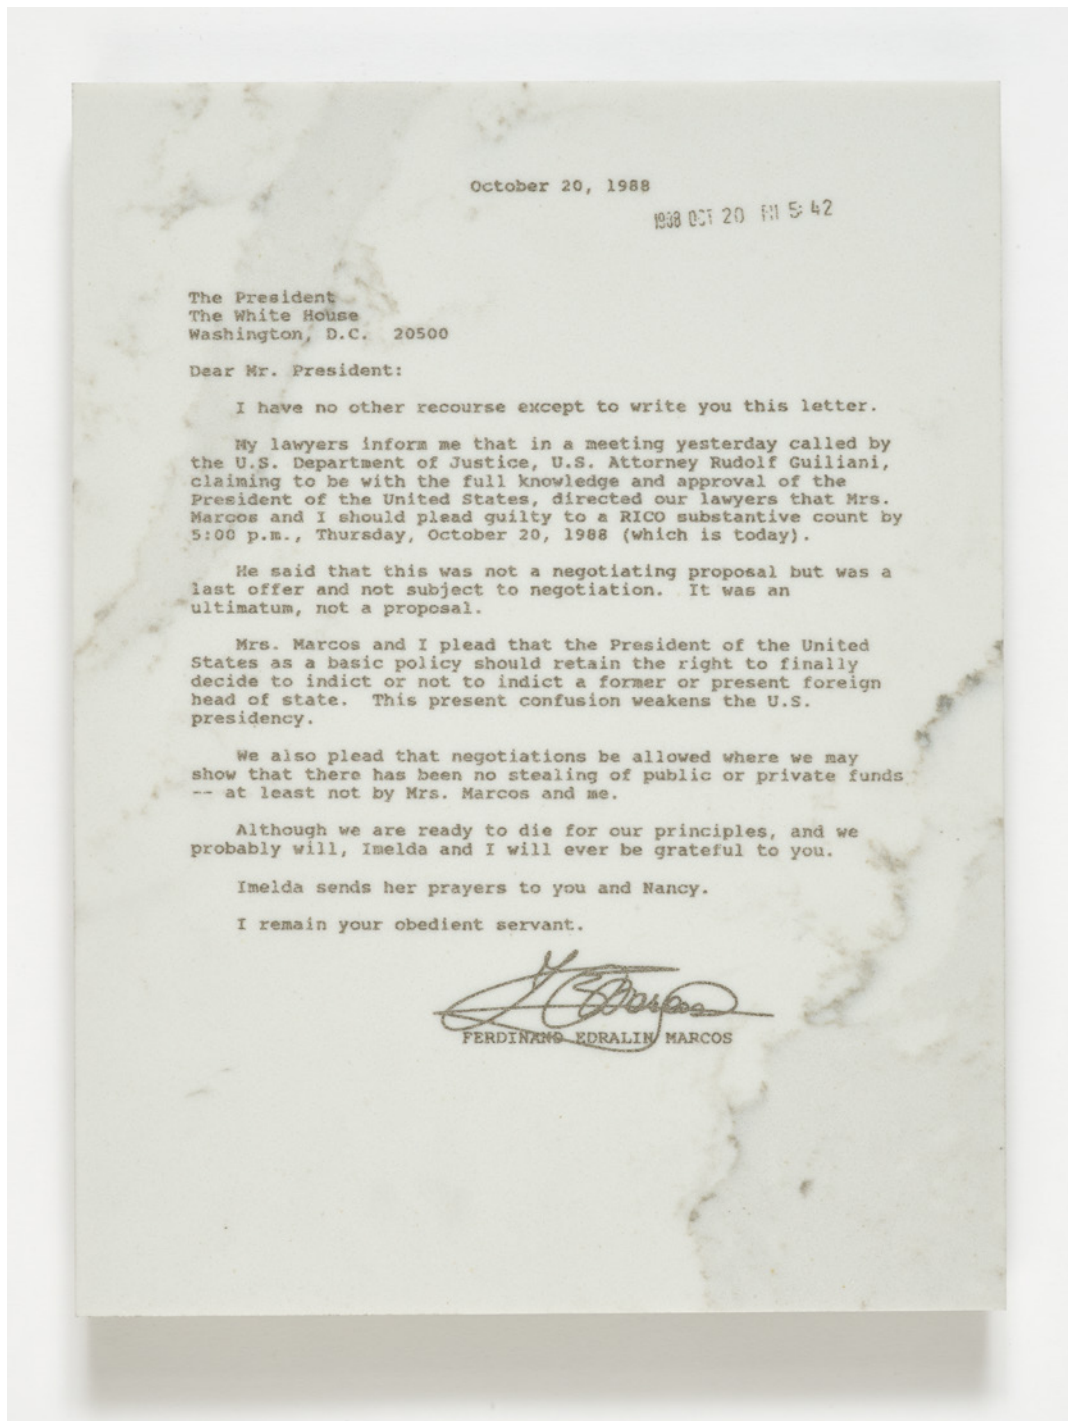 October 20, 1988
1988 OCT 20 PM 5:42
The President
The White House
Washington, D.C. 20500
Dear Mr. President:
I have no other recourse except to write you this letter.
My lawyers inform me that in a meeting yesterday called by
the U.S. Department of Justice, U.S. Attorney Rudolf Guiliani,
claiming to be with the full knowledge and approval of the
President of the United States, directed our lawyers that Mrs.
Marcos and I should plead guilty to a RICO substantive count by
5:00 p.m., Thursday, October 20, 1988 (which is today).
He said that this was not a negotiating proposal but was a
last offer and not subject to negotiation. It was an
ultimatum, not a proposal.
Mrs. Marcos and I plead that the President of the United
States as a basic policy should retain the right to finally
decide to indict or not to indict a former or present foreign
head of state. This present confusion weakens the U.S.
presidency.
We also plead that negotiations be allowed where we may
show that there has been no stealing of public or private funds
-- at least not by Mrs. Marcos and me.
Although we are ready to die for our principles, and we
probably will, Imelda and I will ever be grateful to you.
Imelda sends her prayers to you and Nancy.
I remain your obedient servant.
FERDINAND EDRALIN MARCOS